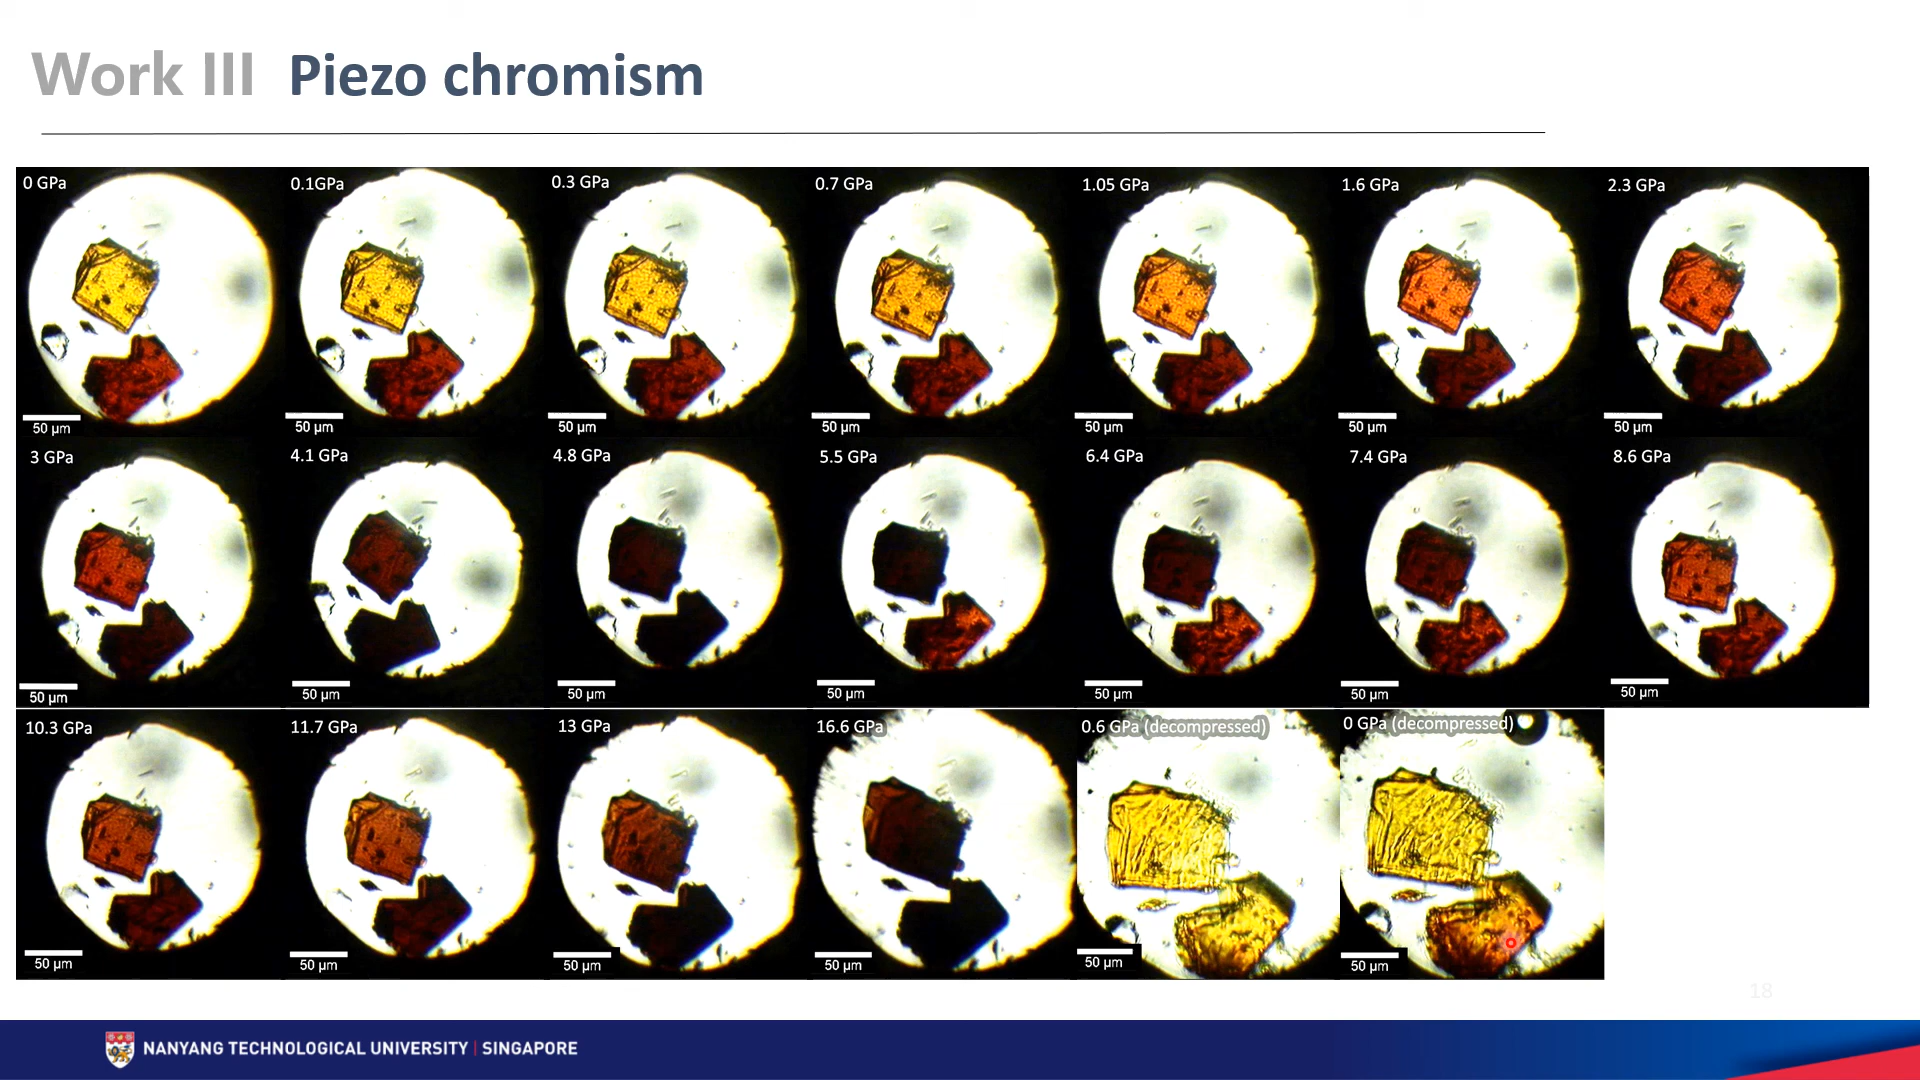 Work III Piezo chromism
0 GPa
0.1GPa
0.3 GPa
0.7 GPa
1.05 GPa
1.6 GPa
2.3 GPa
50 µm
50 µm
50 µm
50 µm
50 µm
50 µm
50 µm
3 GPa
4.1 GPa
4.8 GPa
5.5 GPa
6.4 GPa
7.4 GPa
8.6 GPa
50 µm
50 µm
50 µm
50 µm
50 µm
50 µm
50 µm
10.3 GPa
11.7 GPa
13 GPa
16.6 GPa
0.6 GPa (decompressed)
0 GPa (decompressed)
50 µm
50 µm
50 µm
50 µm
50 µm
50 µm
18
NANYANG TECHNOLOGICAL UNIVERSITY | SINGAPORE